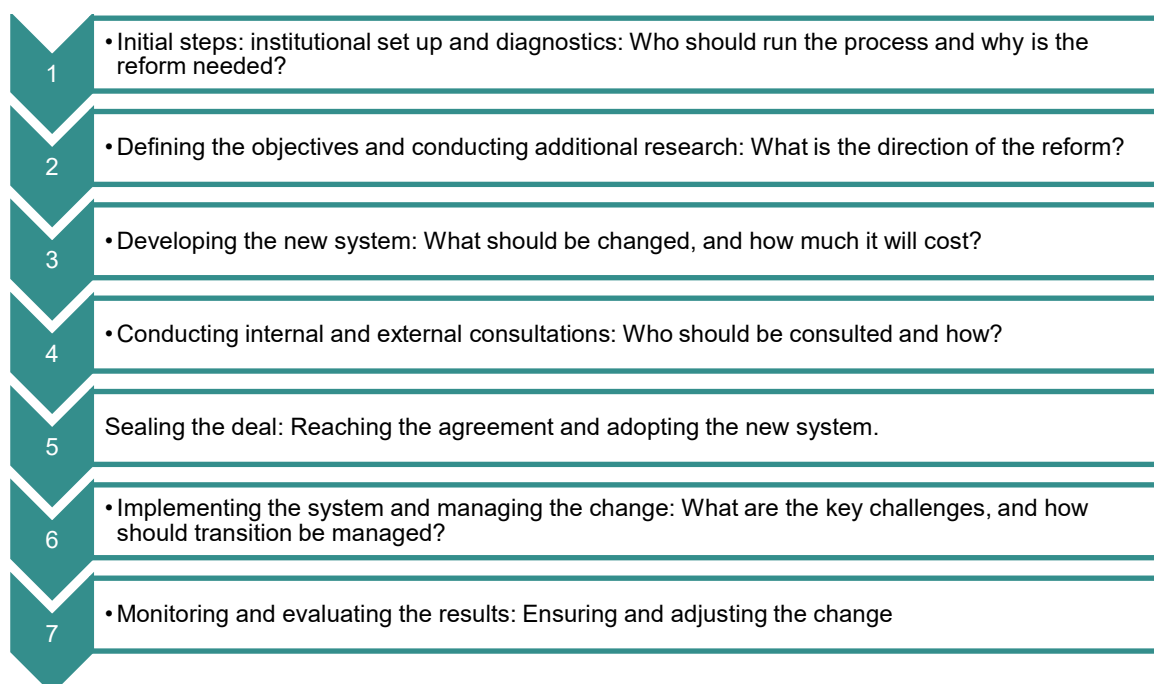 1
• Initial steps: institutional set up and diagnostics: Who should run the process and why is the
reform needed?
2
• Defining the objectives and conducting additional research: What is the direction of the reform?
3
• Developing the new system: What should be changed, and how much it will cost?
4
• Conducting internal and external consultations: Who should be consulted and how?
5
Sealing the deal: Reaching the agreement and adopting the new system.
6
• Implementing the system and managing the change: What are the key challenges, and how
should transition be managed?
7
• Monitoring and evaluating the results: Ensuring and adjusting the change